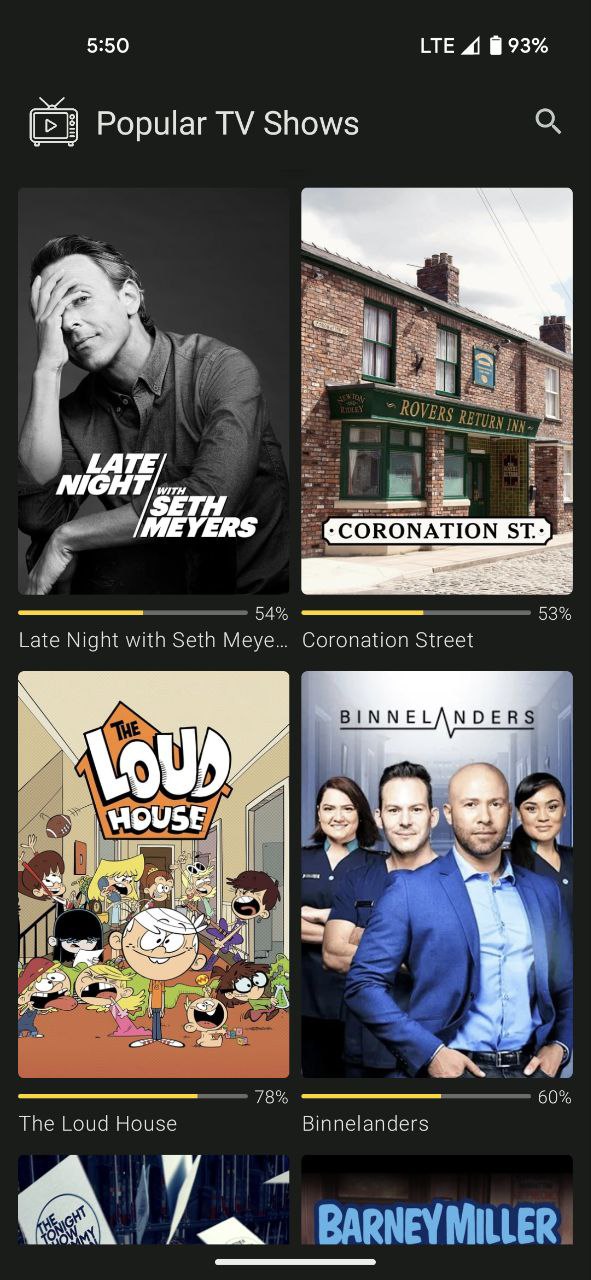 5:50
LTE 93%
Popular TV Shows
LATE
NIGHT WITH
SETH
MEYERS
NEWTON
AND
RIDLEY
ROVERS RETURN INN
CORONATION ST.
54%
53%
Late Night with Seth Meye…
Coronation Street
THE
LOUD
HOUSE
BINNELANDERS
78%
60%
The Loud House
Binnelanders
THE
TONIGHT
BARNEY MILLER